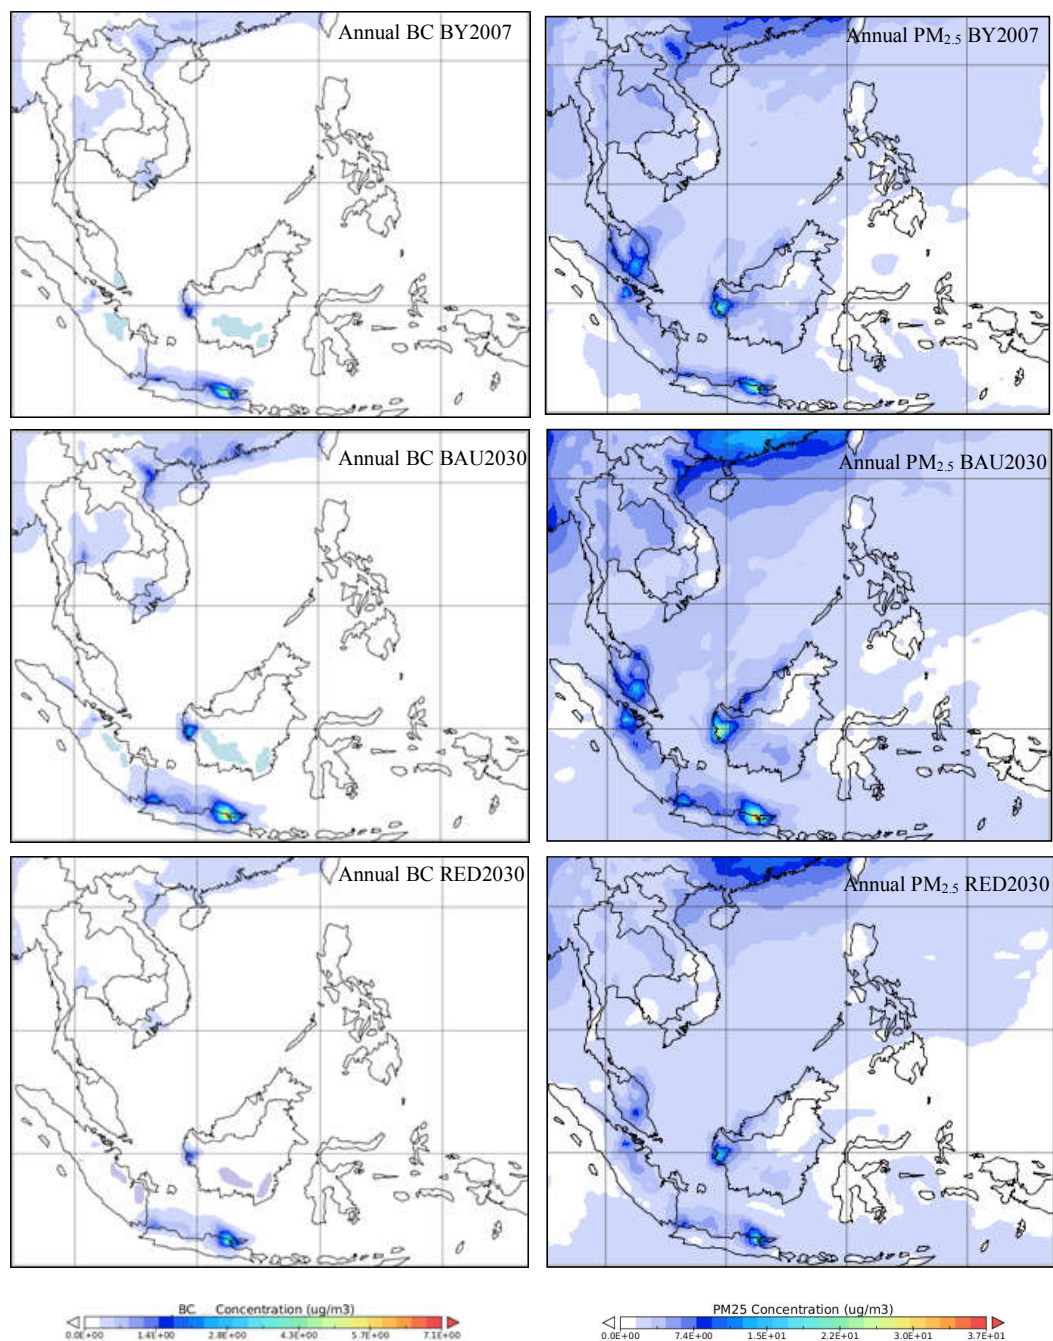 Annual BC BY2007
Annual PM2.5 BY2007
Annual BC BAU2030
Annual PM2.5 BAU2030
Annual BC RED2030
Annual PM2.5 RED2030
BC Concentration (ug/m3)
0.0E+00 1.4E+00 2.8E+00 4.3E+00 5.7E+00 7.1E+00
PM25 Concentration (ug/m3)
0.0E+00 7.4E+00 1.5E+01 2.2E+01 3.0E+01 3.7E+01